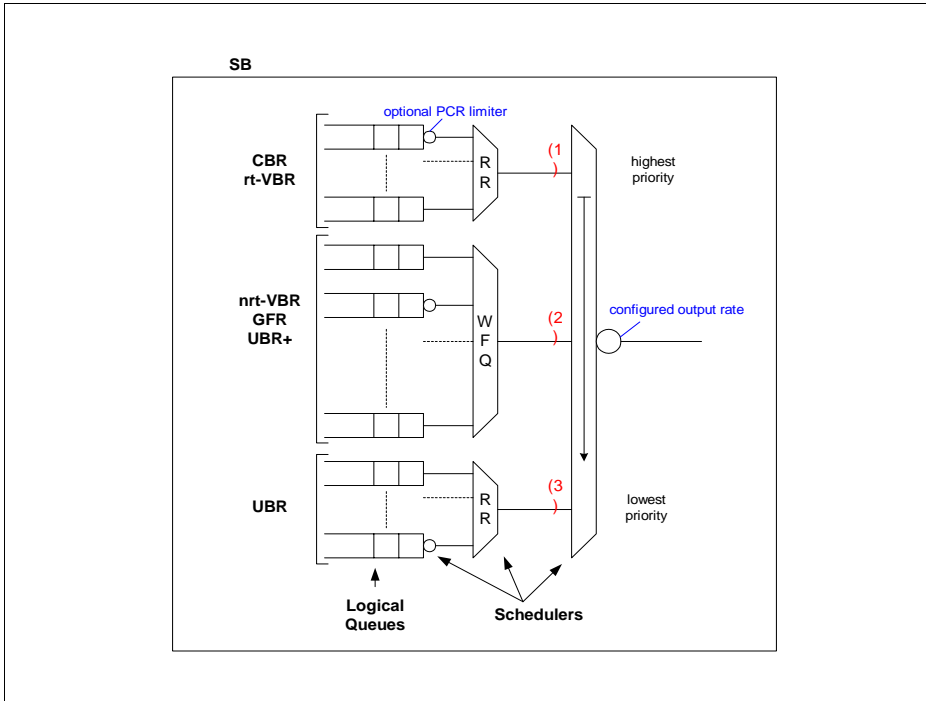 SB
optional PCR limiter
CBR
rt-VBR
R
R
(1
)
highest
priority
nrt-VBR
GFR
UBR+
W
F
Q
(2
)
configured output rate
UBR
R
R
(3
)
lowest
priority
Logical
Queues
Schedulers